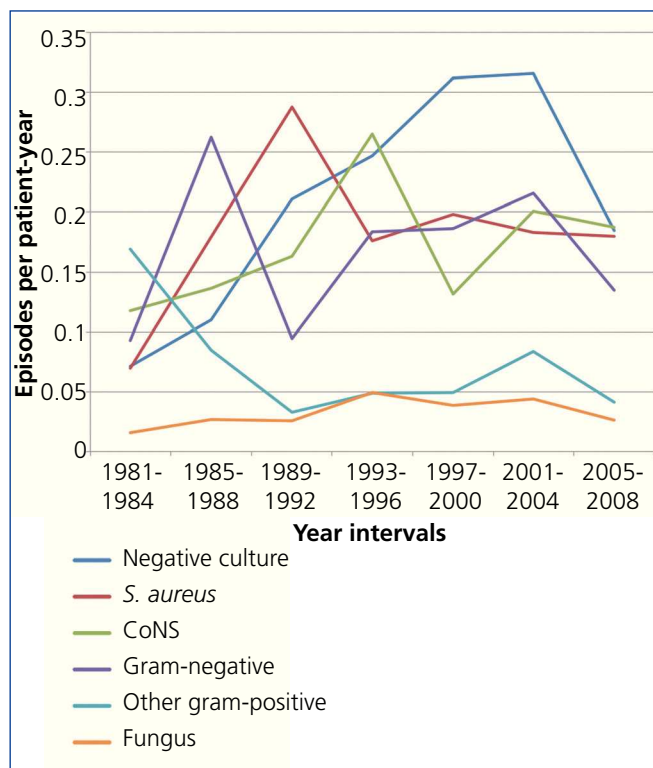 0.35
0.3
0.25
0.2
0.15
0.1
0.05
0
Episodes per patient-year
1981-
1984
1985-
1988
1989-
1992
1993-
1996
1997-
2000
2001-
2004
2005-
2008
Year intervals
Negative culture
S. aureus
CoNS
Gram-negative
Other gram-positive
Fungus